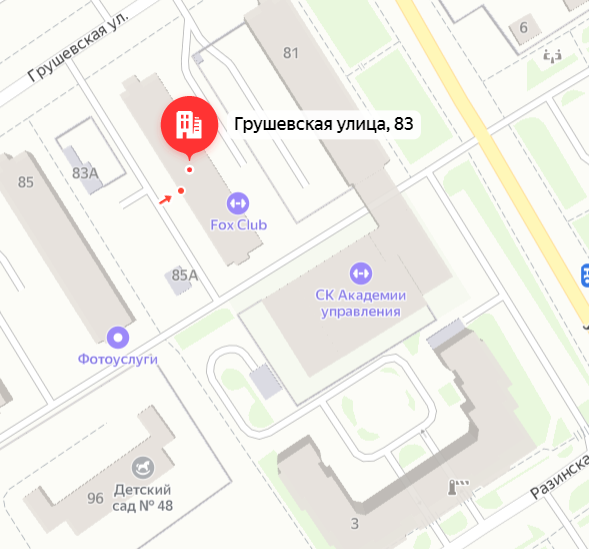 Грушевская ул.
6
81
Грушевская улица, 83
83А
85
Fox Club
85А
СК Академии
управления
Фотоуслуги
Детский
сад № 48
96
3
Разинска